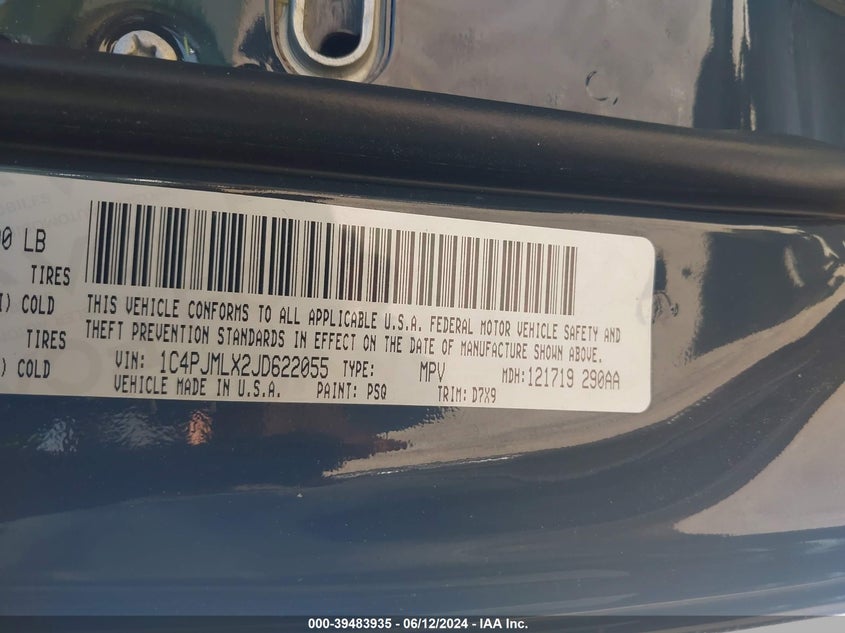 00 LB
TIRES
I) COLD
TIRES
) COLD
THIS VEHICLE CONFORMS TO ALL APPLICABLE U.S.A. FEDERAL MOTOR VEHICLE SAFETY AND
THEFT PREVENTION STANDARDS IN EFFECT ON THE DATE OF MANUFACTURE SHOWN ABOVE.
VIN: 1C4PJMLX2JD622055 TYPE: MPV MDH:121719 290AA
VEHICLE MADE IN U.S.A. PAINT: PSQ TRIM: D7X9
000-39483935 - 06/12/2024 - IAA Inc.